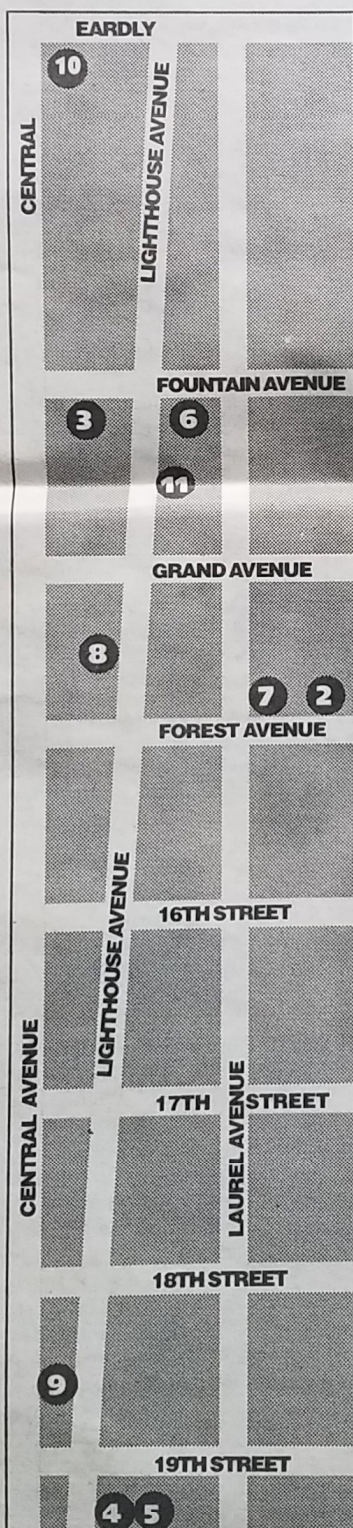 EARDLY
10
CENTRAL
LIGHTHOUSE AVENUE
FOUNTAIN AVENUE
3
6
11
GRAND AVENUE
8
7
2
FOREST AVENUE
16TH STREET
LIGHTHOUSE AVENUE
CENTRAL AVENUE
17TH STREET
LAUREL AVENUE
18TH STREET
9
19TH STREET
4
5